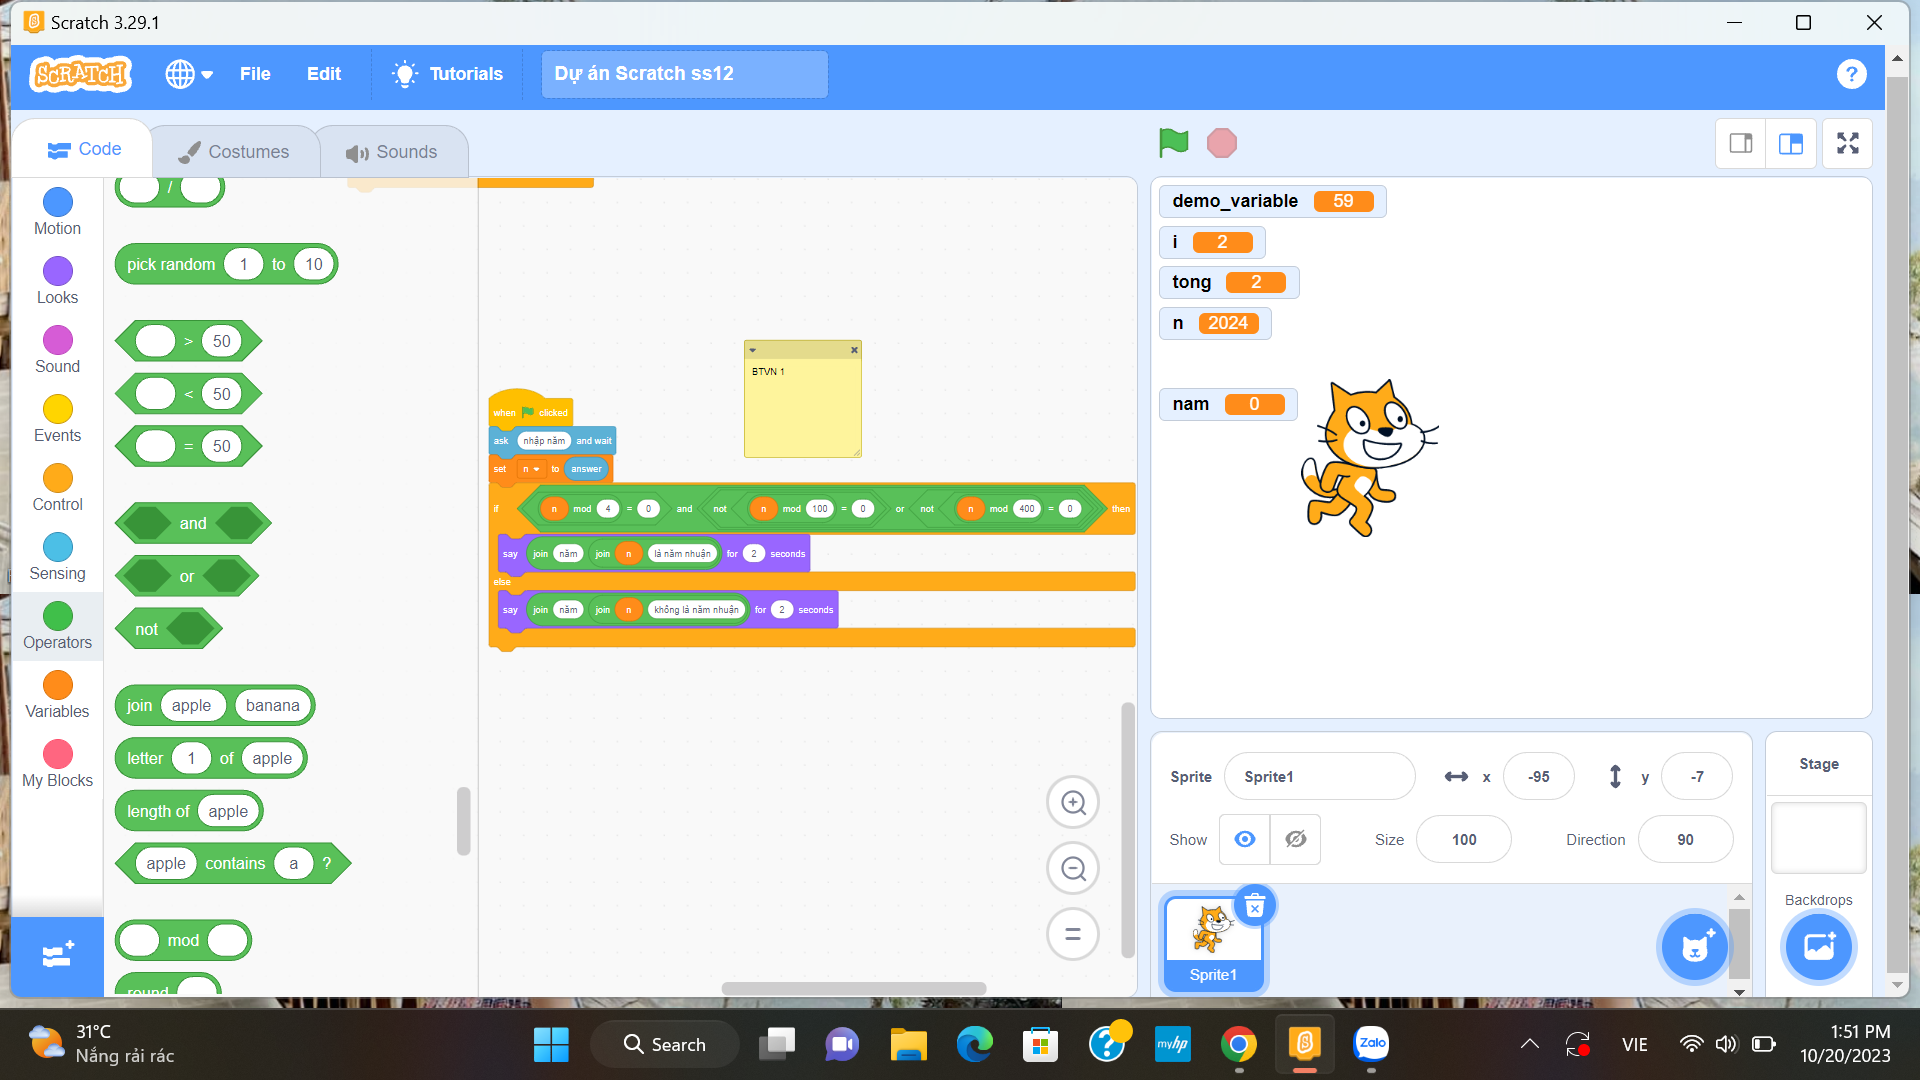 Scratch 3.29.1
SCRATCH
File
Edit
Tutorials
Dự án Scratch ss12
?
Code
Costumes
Sounds
Motion
Looks
Sound
Events
Control
Sensing
Operators
Variables
My Blocks
/
pick random 1 to 10
> 50
< 50
= 50
and
or
not
join apple banana
letter 1 of apple
length of apple
apple contains a ?
mod
round
BTVN 1
when clicked
ask nhập năm and wait
set n to answer
if n mod 4 = 0 and not n mod 100 = 0 or not n mod 400 = 0 then
say join năm join n là năm nhuận for 2 seconds
else
say join năm join n không là năm nhuận for 2 seconds
demo_variable 59
i 2
tong 2
n 2024
nam 0
Sprite Sprite1 x -95 y -7
Show Size 100 Direction 90
Sprite1
Stage
Backdrops
31°C
Nắng rải rác
Search
myhp
Zalo
VIE
1:51 PM
10/20/2023